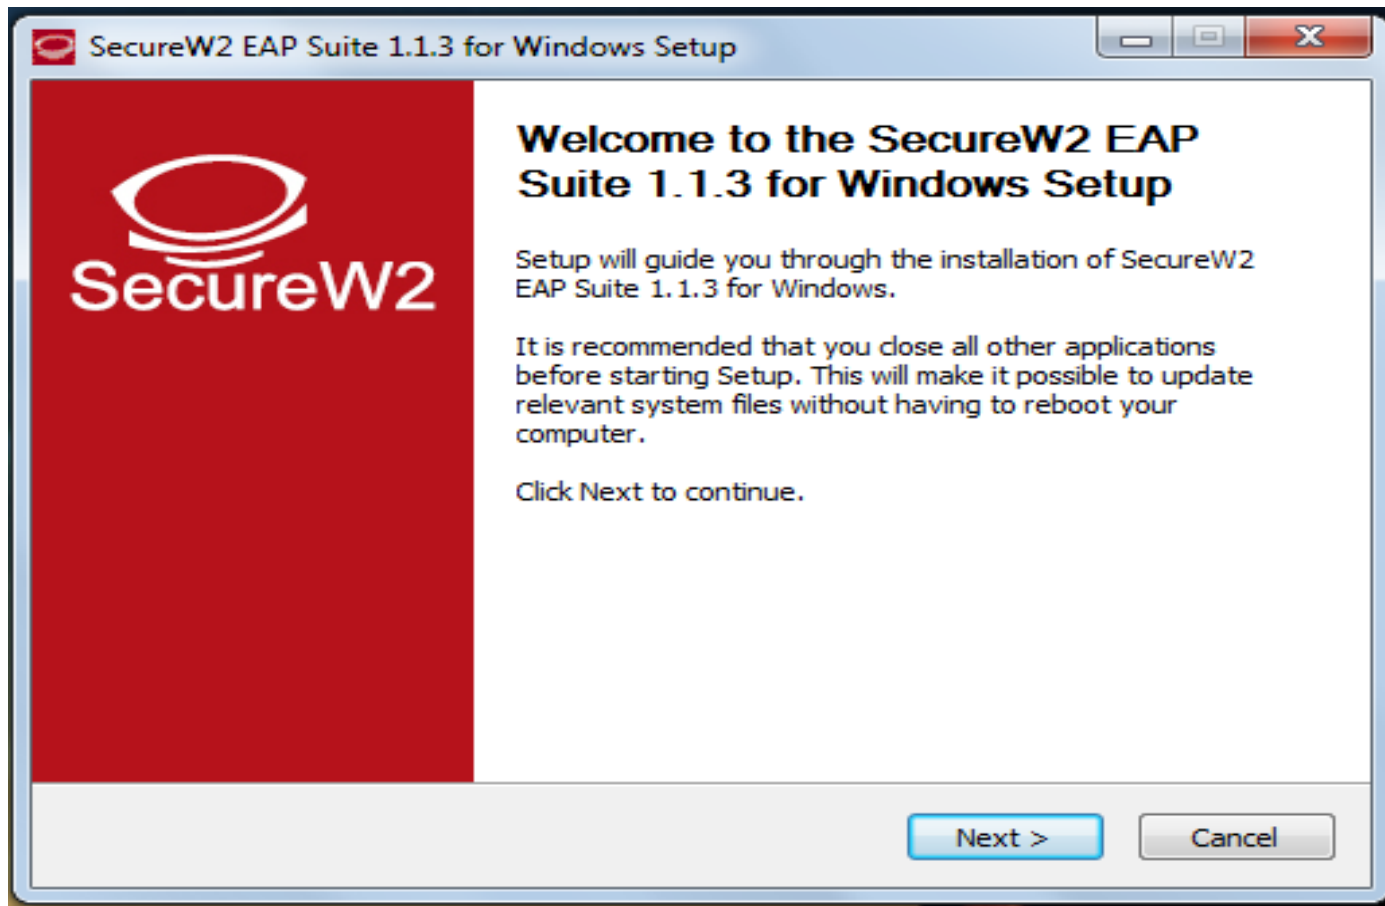 SecureW2 EAP Suite 1.1.3 for Windows Setup
SecureW2
Welcome to the SecureW2 EAP
Suite 1.1.3 for Windows Setup
Setup will guide you through the installation of SecureW2
EAP Suite 1.1.3 for Windows.
It is recommended that you close all other applications
before starting Setup. This will make it possible to update
relevant system files without having to reboot your
computer.
Click Next to continue.
Next >
Cancel